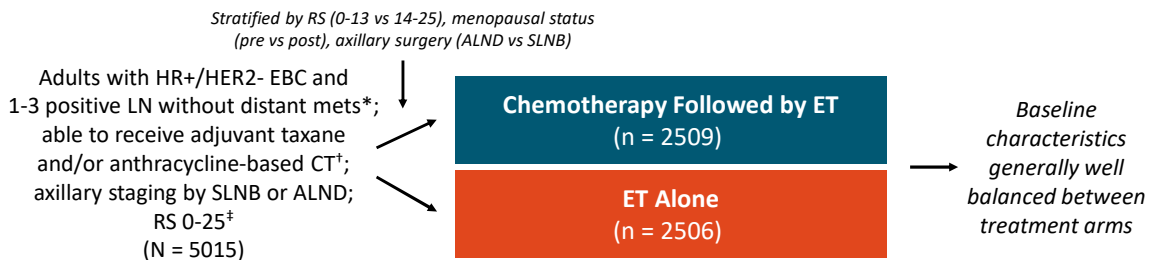 Stratified by RS (0-13 vs 14-25), menopausal status
(pre vs post), axillary surgery (ALND vs SLNB)
Adults with HR+/HER2- EBC and
1-3 positive LN without distant mets*;
able to receive adjuvant taxane
and/or anthracycline-based CT†;
axillary staging by SLNB or ALND;
RS 0-25‡
(N = 5015)
Chemotherapy Followed by ET
(n = 2509)
ET Alone
(n = 2506)
Baseline
characteristics
generally well
balanced between
treatment arms